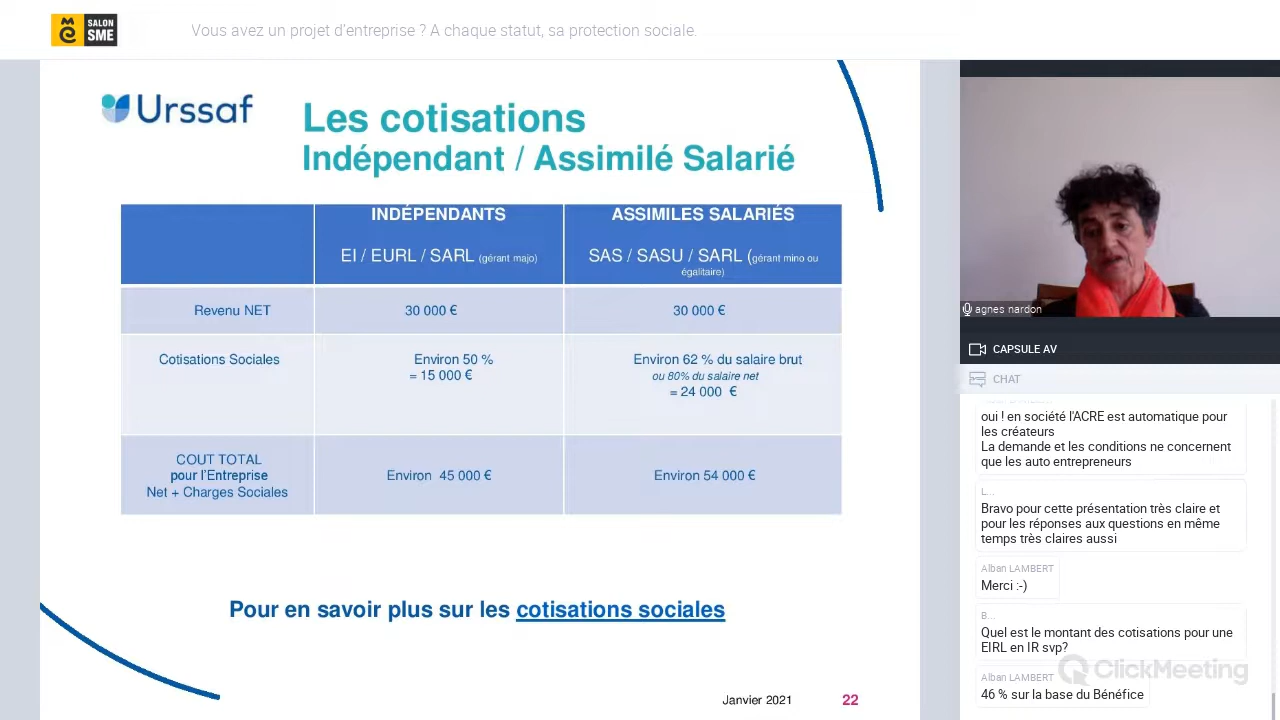 SALON
SME
Vous avez un projet d'entreprise ? A chaque statut, sa protection sociale.
Urssaf
Les cotisations
Indépendant / Assimilé Salarié
INDÉPENDANTS
EI / EURL / SARL (gérant majo)
ASSIMILES SALARIÉS
SAS / SASU / SARL (gérant mino ou
égalitaire)
Revenu NET
30 000 €
30 000 €
Cotisations Sociales
Environ 50 %
= 15 000 €
Environ 62 % du salaire brut
ou 80% du salaire net
= 24 000 €
COUT TOTAL
pour l'Entreprise
Net + Charges Sociales
Environ 45 000 €
Environ 54 000 €
Pour en savoir plus sur les cotisations sociales
Janvier 2021
22
agnes nardon
CAPSULE AV
CHAT
oui ! en société l'ACRE est automatique pour
les créateurs
La demande et les conditions ne concernent
que les auto entrepreneurs
L...
Bravo pour cette présentation très claire et
pour les réponses aux questions en même
temps très claires aussi
Alban LAMBERT
Merci :-)
B...
Quel est le montant des cotisations pour une
EIRL en IR svp?
ClickMeeting
Alban LAMBERT
46 % sur la base du Bénéfice